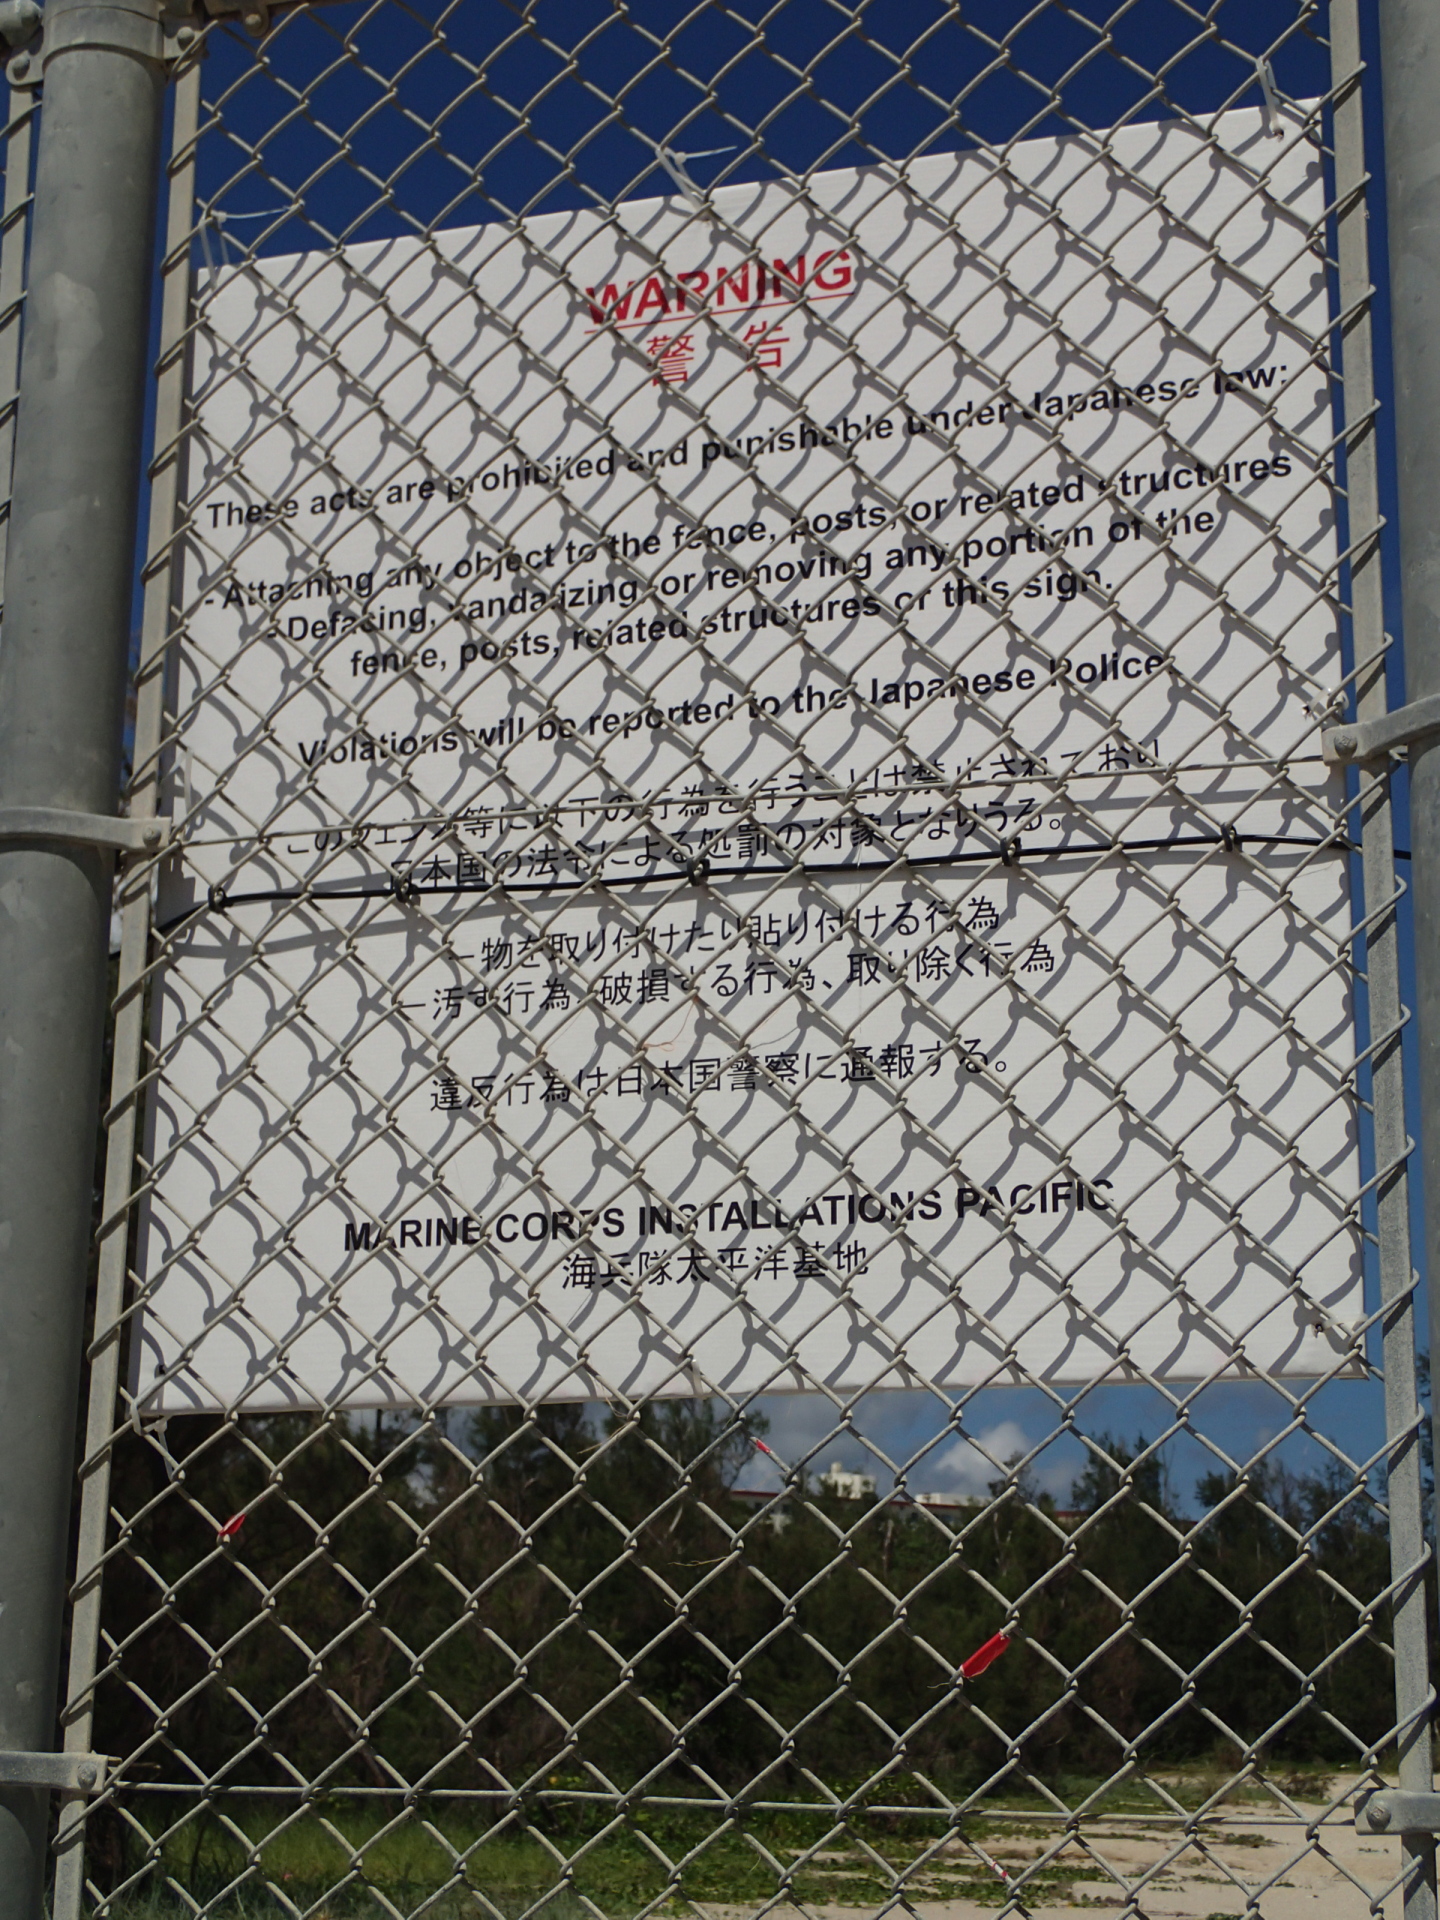 WARNING
警 告
These acts are prohibited and punishable under Japanese law:
- Attaching any object to the fence, posts, or related structures
- Defacing, vandalizing, or removing any portion of the
fence, posts, related structures or this sign.
Violations will be reported to the Japanese Police.
このフェンス等に以下の行為を行うことは禁止されており、
日本国の法令による処罰の対象となりうる。
－物を取り付けたり貼り付ける行為
－汚す行為、破損する行為、取り除く行為
違反行為は日本国警察に通報する。
MARINE CORPS INSTALLATIONS PACIFIC
海兵隊太平洋基地